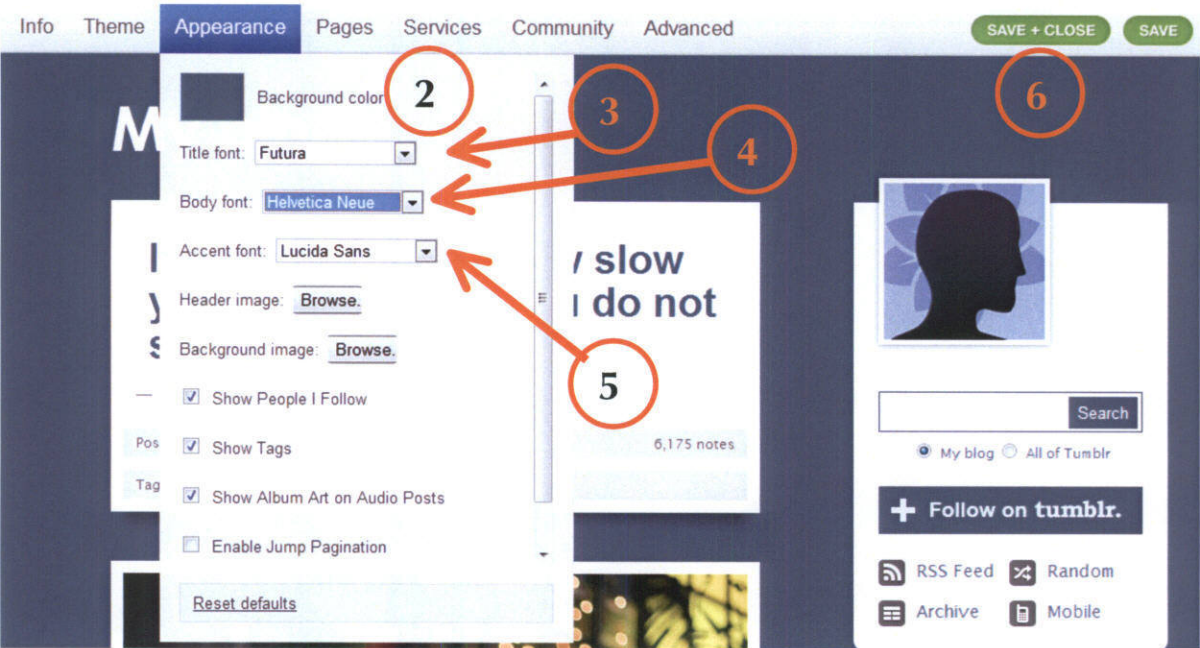 Info Theme Appearance Pages Services Community Advanced SAVE + CLOSE SAVE
2
3
4
5
6
M
Background color
Title font: Futura
Body font: Helvetica Neue
Accent font: Lucida Sans
Header image: Browse.
Background image: Browse.
Show People I Follow
Show Tags
Show Album Art on Audio Posts
Enable Jump Pagination
Reset defaults
slow
do not
Pos
6,175 notes
Tag
Search
My blog All of Tumblr
Follow on tumblr.
RSS Feed Random
Archive Mobile